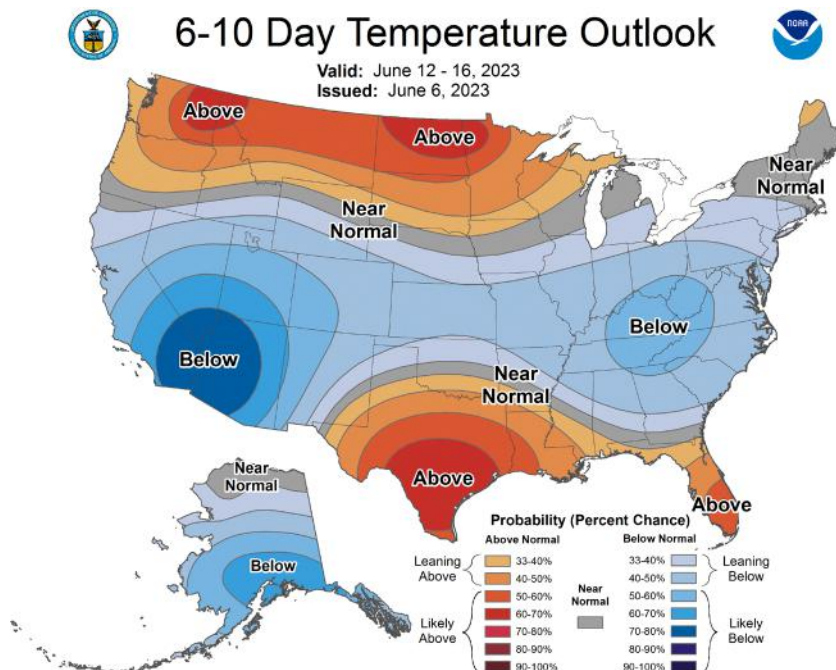 6-10 Day Temperature Outlook
NOAA
Valid: June 12 - 16, 2023
Issued: June 6, 2023
Above
Above
Near
Normal
Near
Normal
Below
Below
Near
Normal
Above
Above
Near
Normal
Below
Probability (Percent Chance)
Above Normal
Below Normal
Leaning
Above
33-40%
40-50%
Likely
Above
50-60%
60-70%
70-80%
80-90%
90-100%
Near
Normal
33-40%
40-50%
Leaning
Below
50-60%
60-70%
70-80%
80-90%
90-100%
Likely
Below